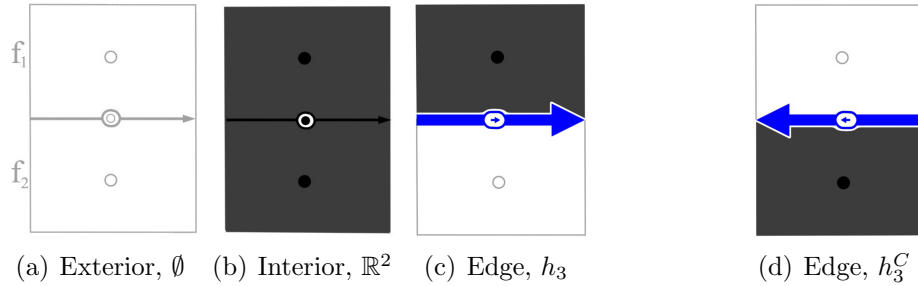 f₁
f₂
(a) Exterior, ∅
(b) Interior, ℝ²
(c) Edge, h₃
(d) Edge, h₃ᶜ